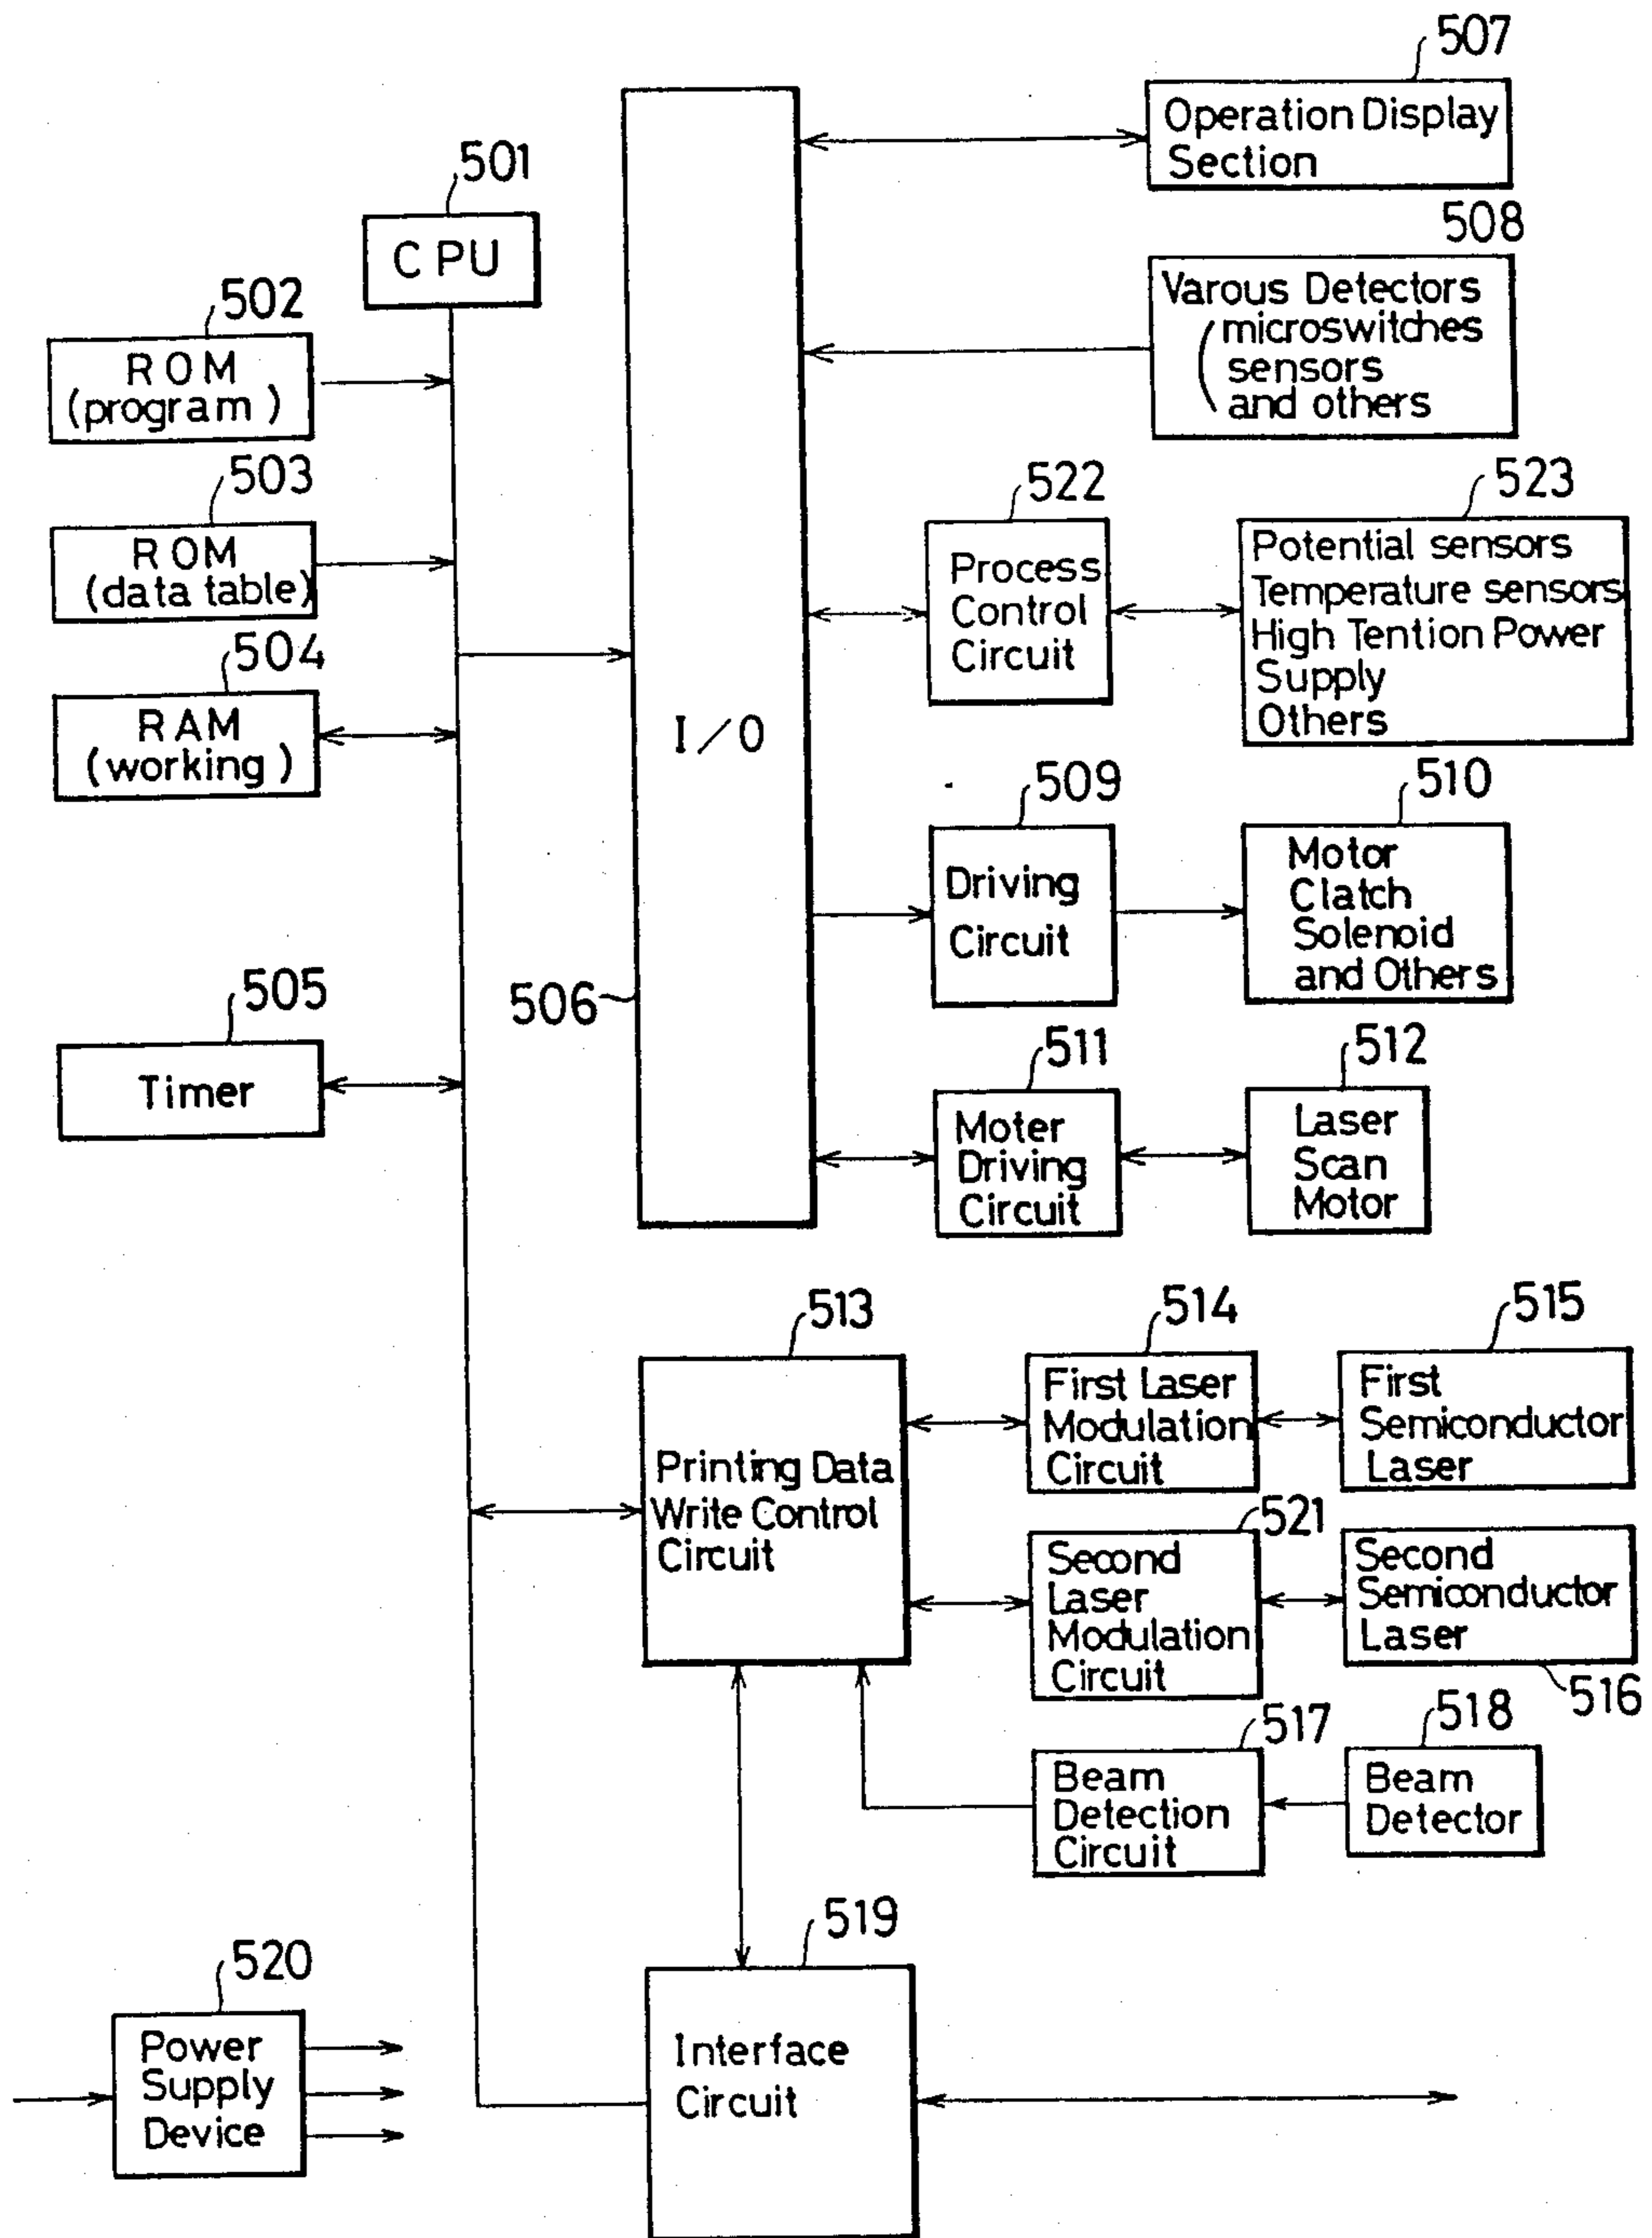 507
Operation Display
Section
501
CPU
508
Varous Detectors
(microswitches
sensors
and others
502
ROM
(program)
503
ROM
(data table)
504
RAM
(working)
522
Process
Control
Circuit
523
Potential sensors
Temperature sensors
High Tention Power
Supply
Others
I/O
509
Driving
Circuit
510
Motor
Clatch
Solenoid
and Others
505
Timer
506
511
Moter
Driving
Circuit
512
Laser
Scan
Motor
513
Printing Data
Write Control
Circuit
514
First Laser
Modulation
Circuit
515
First
Semiconductor
Laser
521
Second
Laser
Modulation
Circuit
Second
Semiconductor
Laser
516
517
Beam
Detection
Circuit
518
Beam
Detector
519
Interface
Circuit
520
Power
Supply
Device